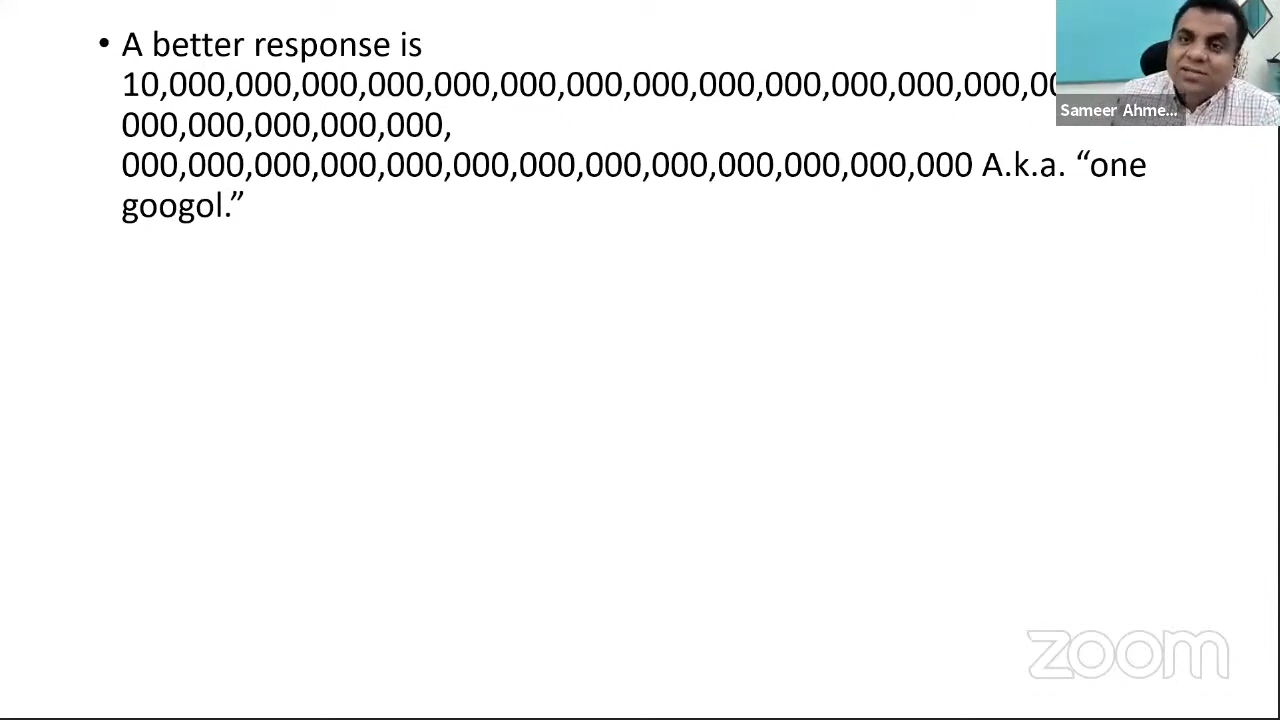 • A better response is
10,000,000,000,000,000,000,000,000,000,000,000,000,000,0
000,000,000,000,000,
000,000,000,000,000,000,000,000,000,000,000,000,000 A.k.a. “one
googol.”
Sameer Ahme...
zoom